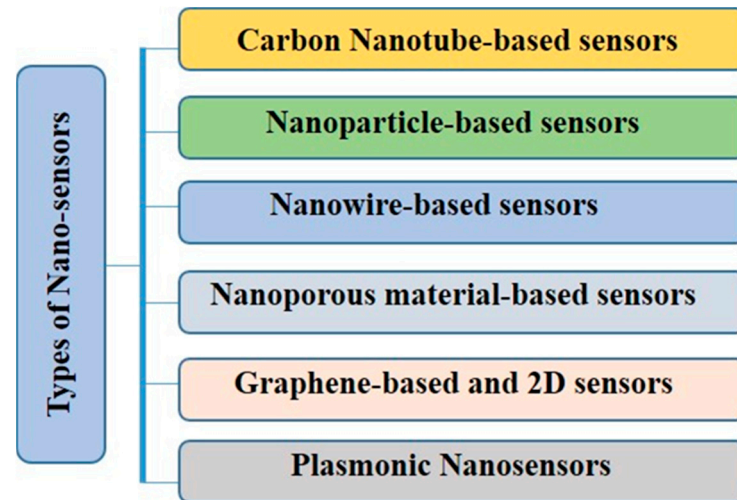 Types of Nano-sensors
Carbon Nanotube-based sensors
Nanoparticle-based sensors
Nanowire-based sensors
Nanoporous material-based sensors
Graphene-based and 2D sensors
Plasmonic Nanosensors